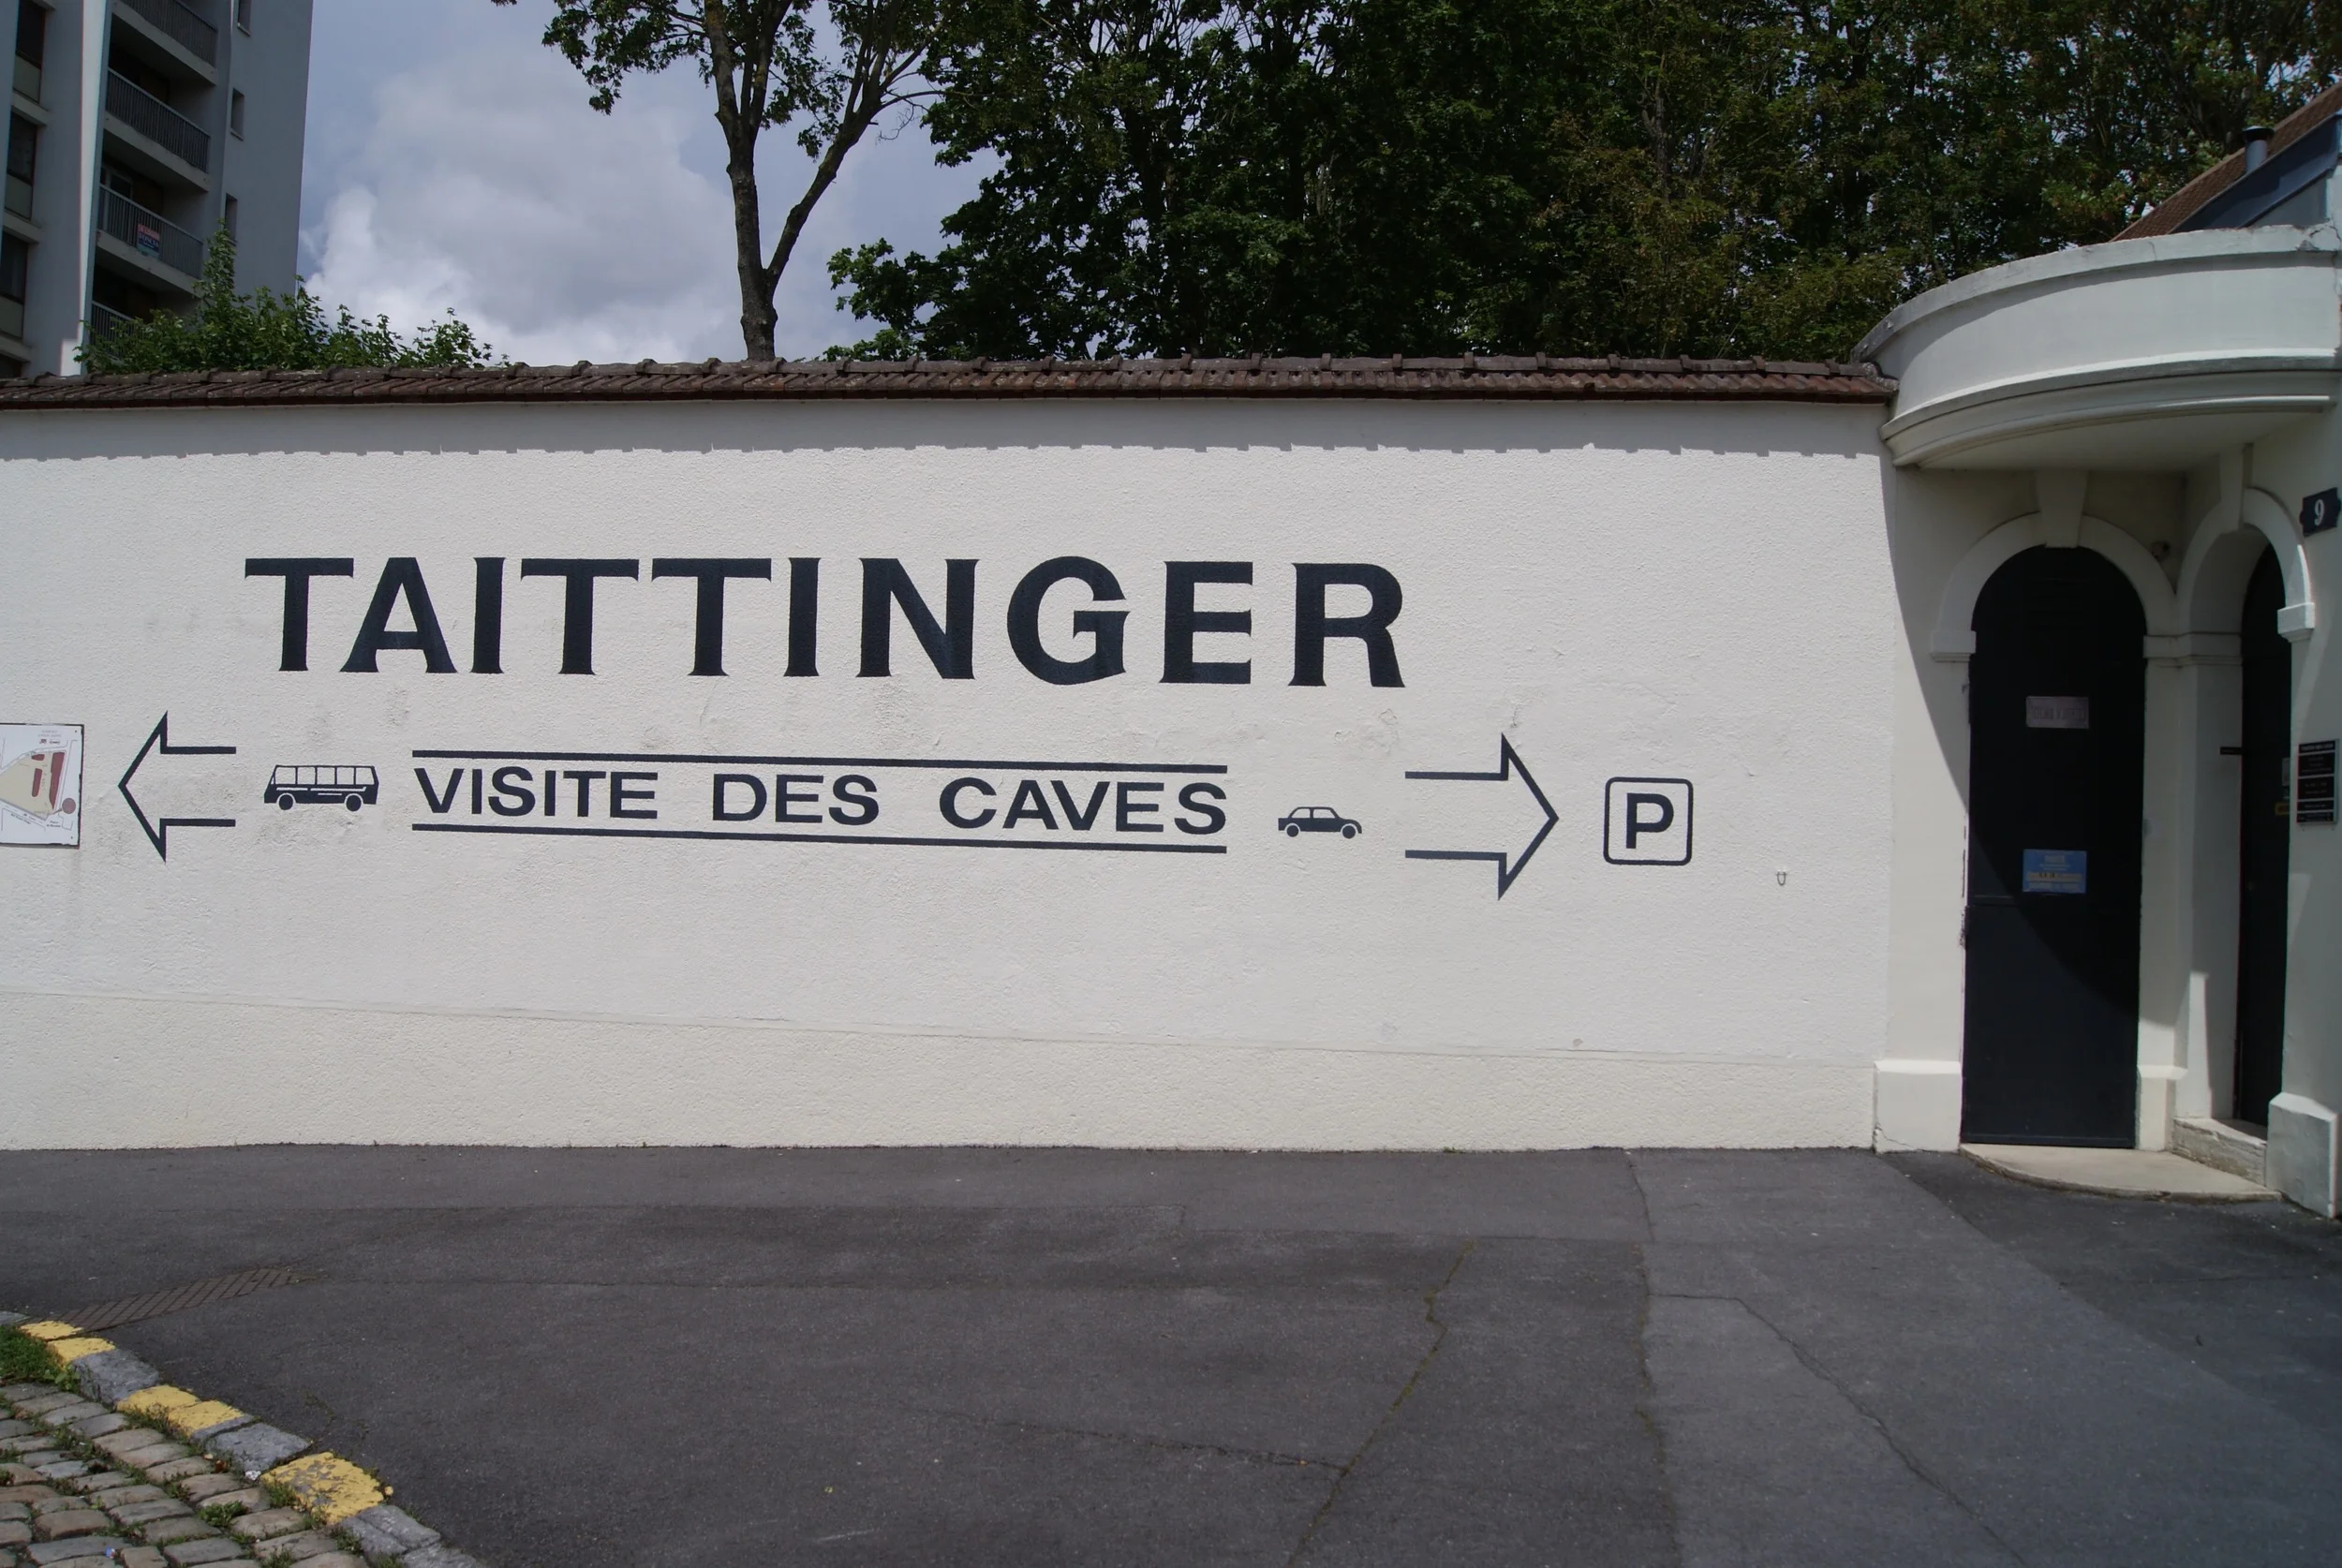 TAITTINGER
VISITE DES CAVES
P
9